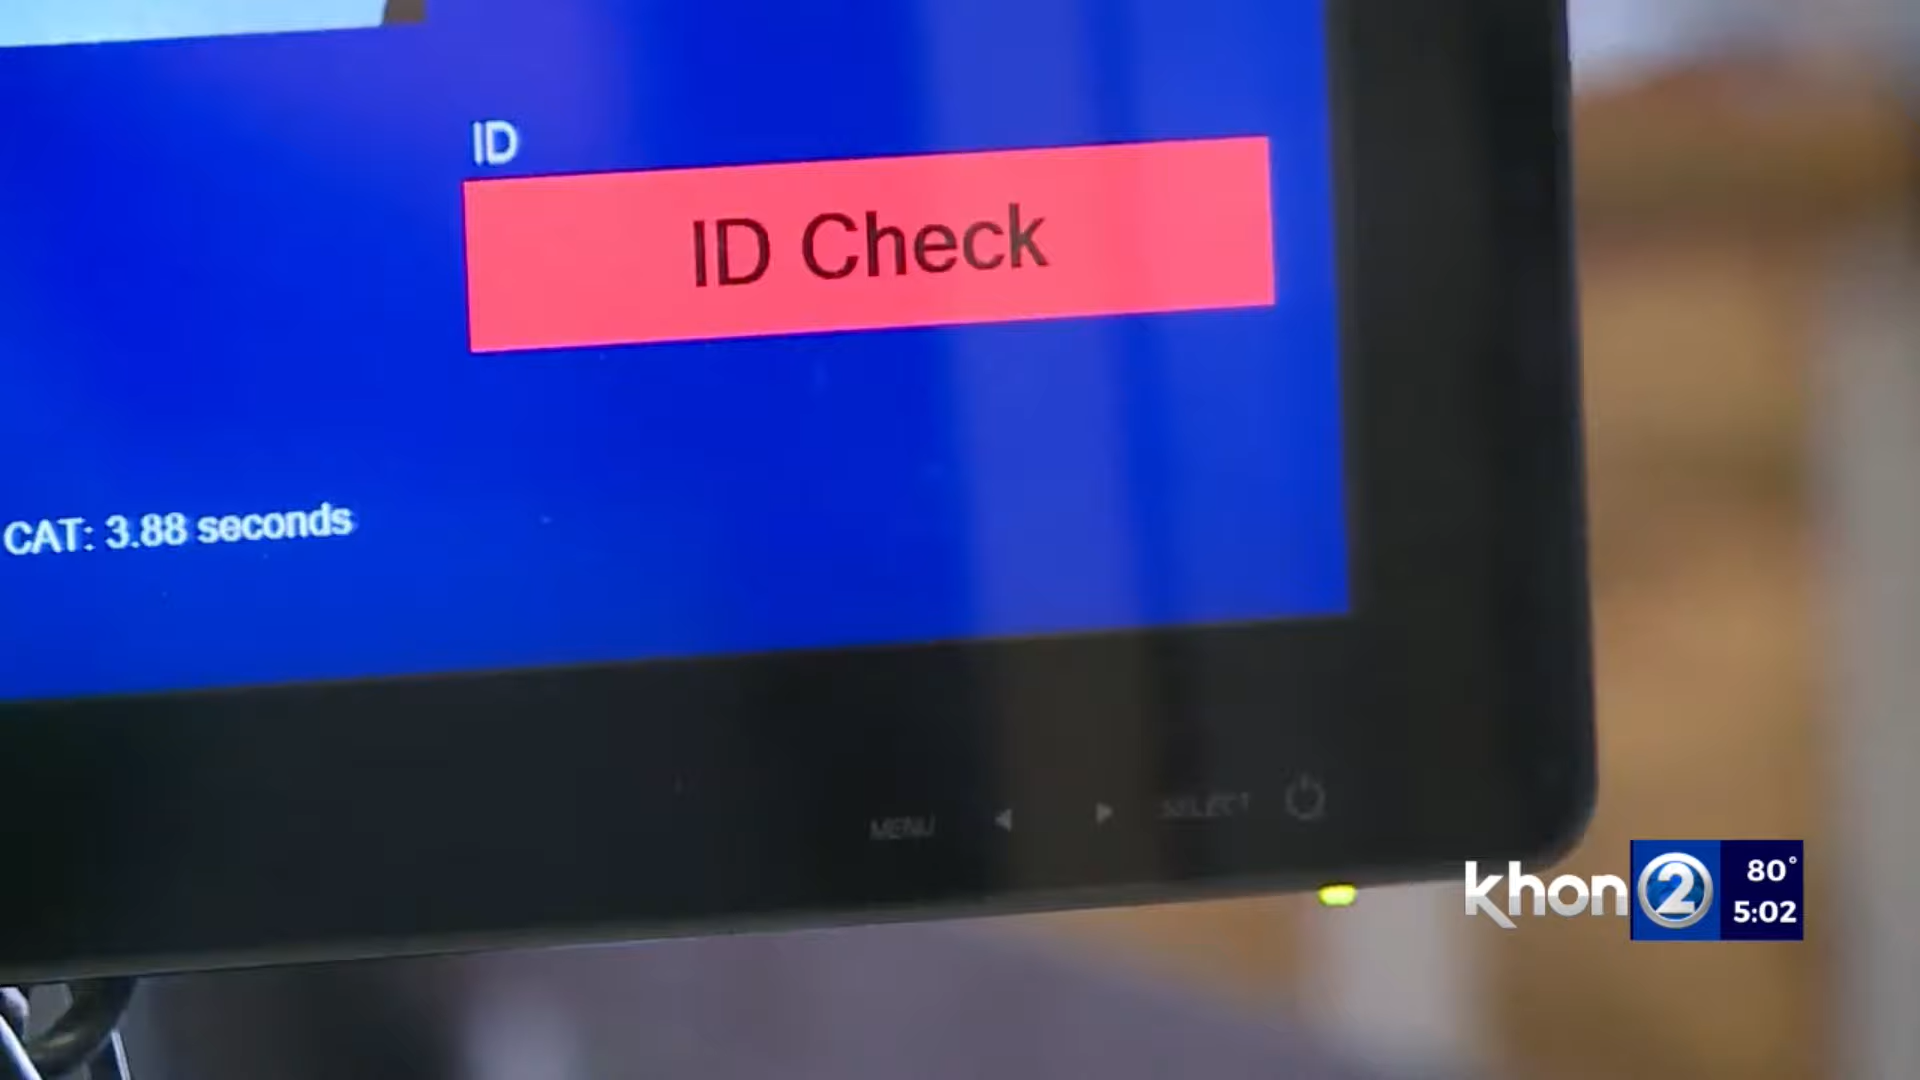 ID
ID Check
CAT: 3.88 seconds
MENU
SELECT
khon 2
80°
5:02